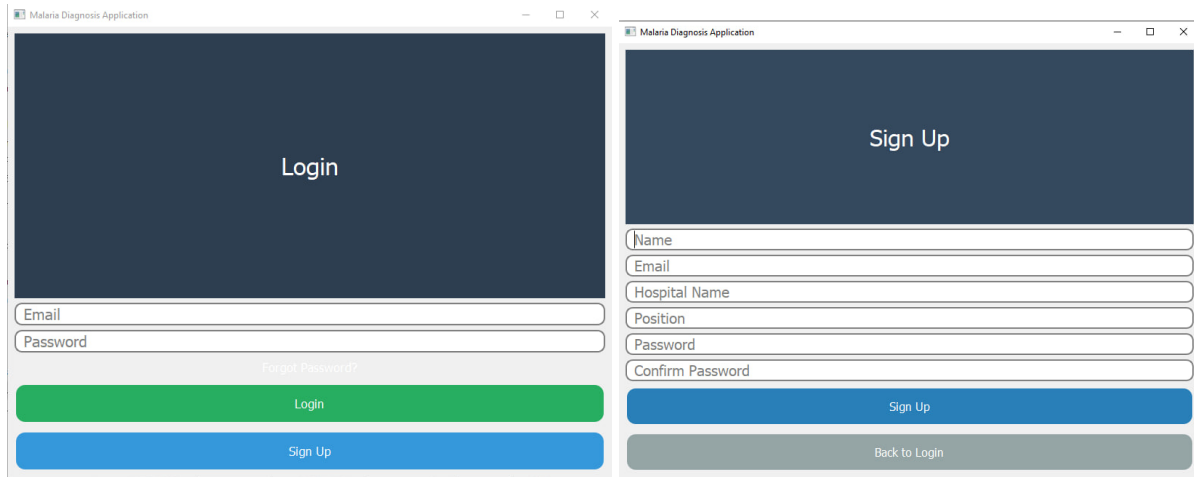 Malaria Diagnosis Application
Login
Email
Password
Forgot Password?
Login
Sign Up
Malaria Diagnosis Application
Sign Up
Name
Email
Hospital Name
Position
Password
Confirm Password
Sign Up
Back to Login